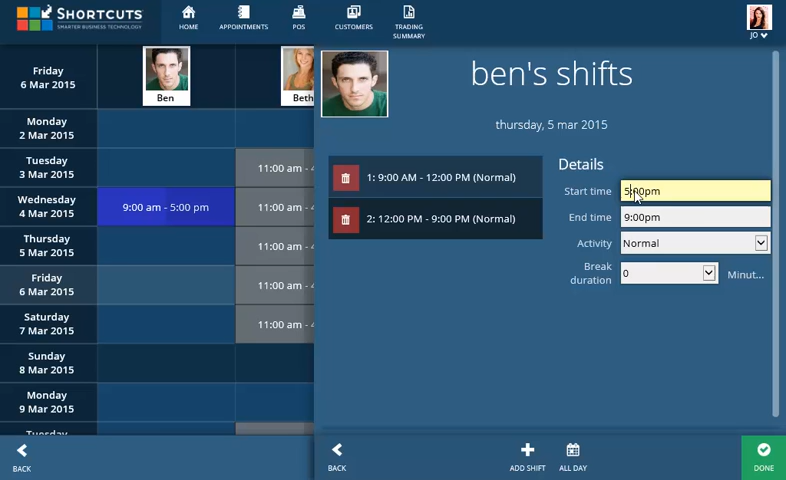 SHORTCUTS
SMARTER BUSINESS TECHNOLOGY
HOME
APPOINTMENTS
POS
CUSTOMERS
TRADING
SUMMARY
JO
Friday
6 Mar 2015
Ben
Beth
Monday
2 Mar 2015
Tuesday
3 Mar 2015
11:00 am - 4
Wednesday
4 Mar 2015
9:00 am - 5:00 pm
11:00 am - 4
Thursday
5 Mar 2015
11:00 am - 4
Friday
6 Mar 2015
11:00 am - 4
Saturday
7 Mar 2015
11:00 am - 4
Sunday
8 Mar 2015
Monday
9 Mar 2015
Tuesday
BACK
ben's shifts
thursday, 5 mar 2015
1: 9:00 AM - 12:00 PM (Normal)
2: 12:00 PM - 9:00 PM (Normal)
Details
Start time 5:00pm
End time 9:00pm
Activity Normal
Break
duration 0 Minut...
BACK
ADD SHIFT
ALL DAY
DONE